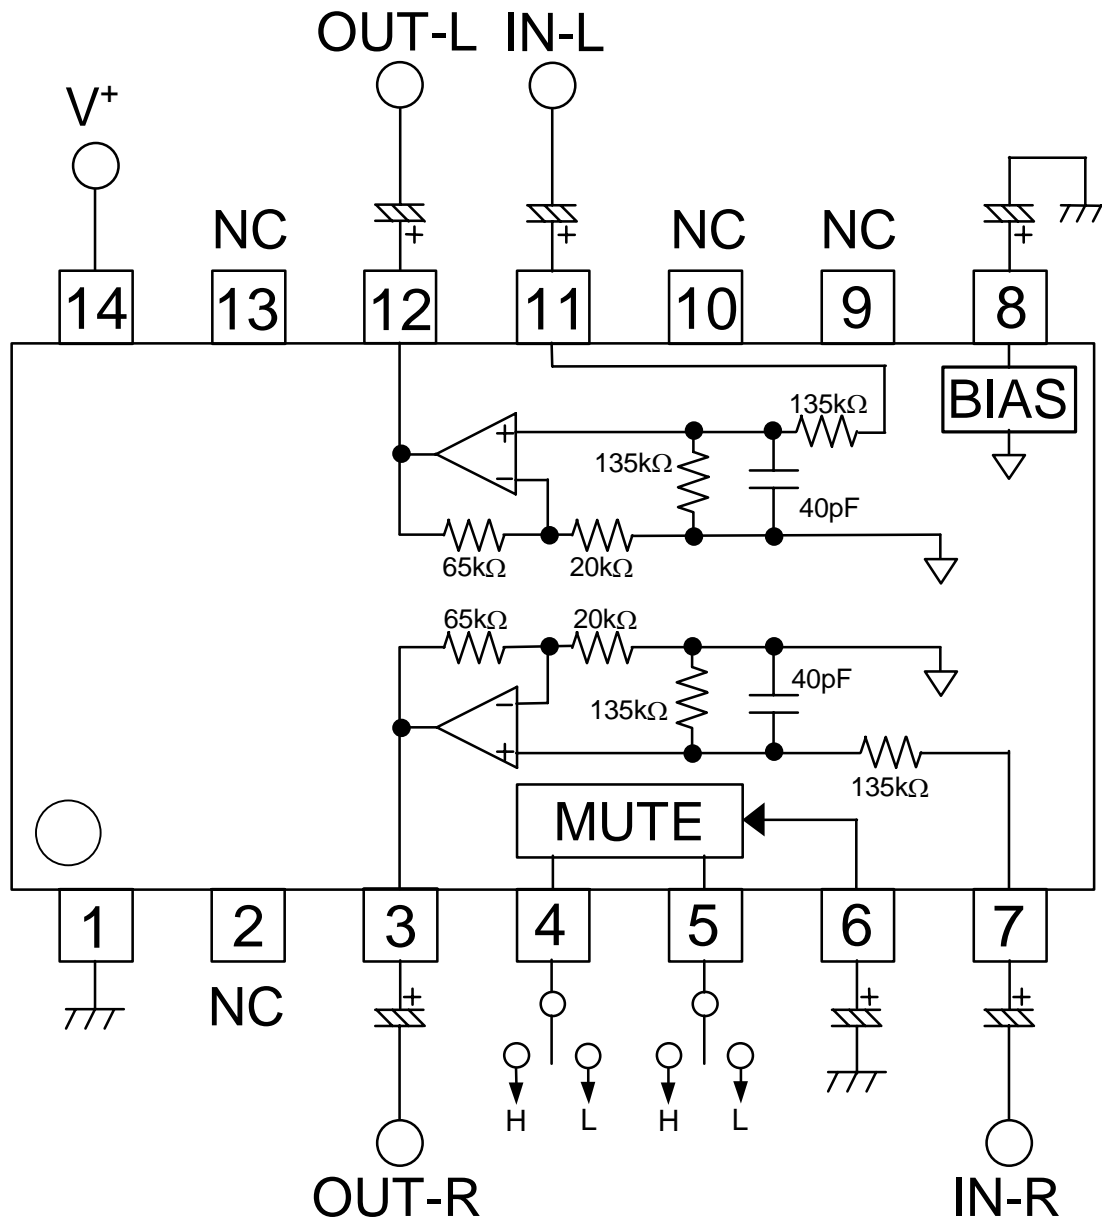 OUT-L IN-L
V+
NC NC NC
+ + +
14 13 12 11 10 9 8
135kΩ
BIAS
+
135kΩ
−
40pF
65kΩ 20kΩ
65kΩ 20kΩ
40pF
−
135kΩ
+
135kΩ
MUTE
1 2 3 4 5 6 7
NC
+ + +
H L H L
OUT-R IN-R